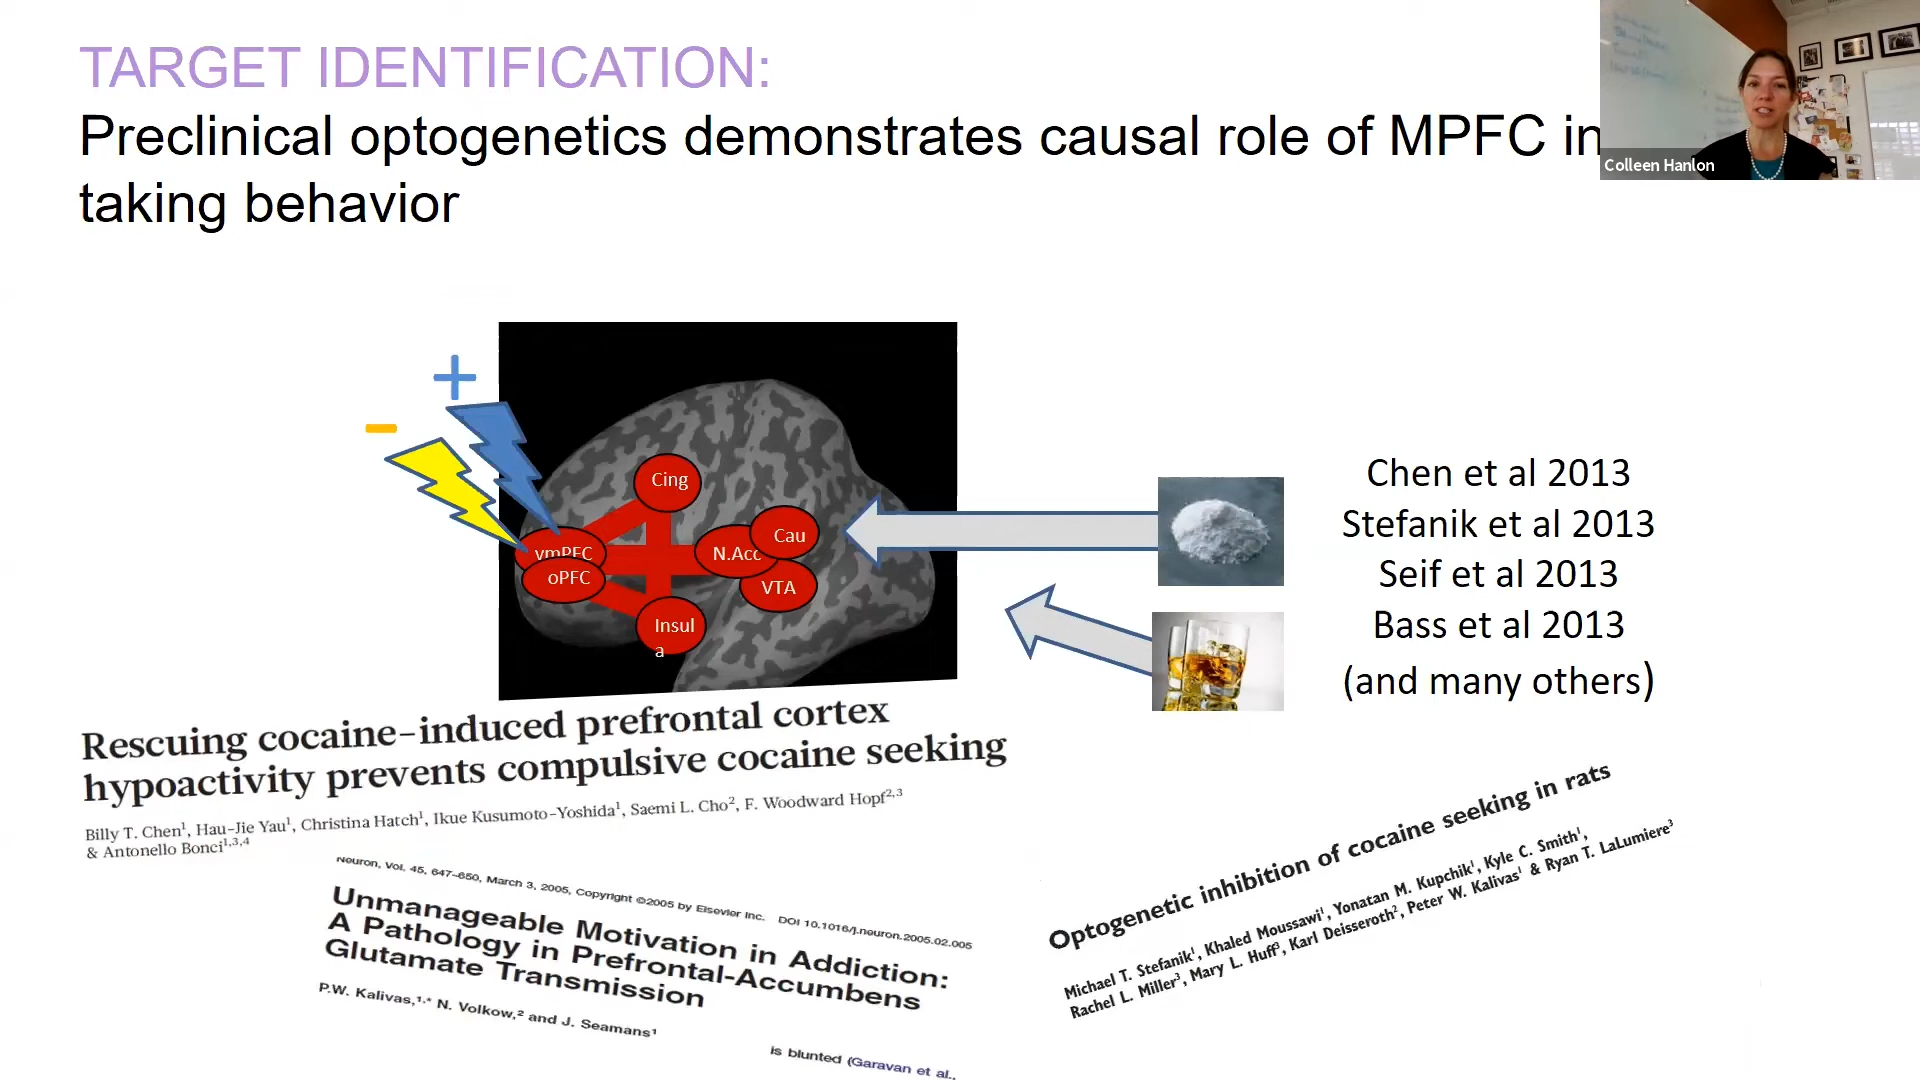 TARGET IDENTIFICATION:
Preclinical optogenetics demonstrates causal role of MPFC in
taking behavior
Colleen Hanlon
+
-
Cing
vmPFC
oPFC
N.Acc
Cau
VTA
Insul
a
Chen et al 2013
Stefanik et al 2013
Seif et al 2013
Bass et al 2013
(and many others)
Rescuing cocaine-induced prefrontal cortex
hypoactivity prevents compulsive cocaine seeking
Billy T. Chen1, Hau-Jie Yau1, Christina Hatch1, Ikue Kusumoto-Yoshida1, Saemi L. Cho2, F. Woodward Hopf2,3
& Antonello Bonci1,3,4
Neuron, Vol. 45, 647–650, March 3, 2005, Copyright ©2005 by Elsevier Inc. DOI 10.1016/j.neuron.2005.02.005
Unmanageable Motivation in Addiction:
A Pathology in Prefrontal-Accumbens
Glutamate Transmission
P.W. Kalivas,1,* N. Volkow,2 and J. Seamans1
is blunted (Garavan et al.,
Optogenetic inhibition of cocaine seeking in rats
Michael T. Stefanik1, Khaled Moussawi1, Yonatan M. Kupchik1, Kyle C. Smith1,
Rachel L. Miller3, Mary L. Huff3, Karl Deisseroth2, Peter W. Kalivas1 & Ryan T. LaLumiere3